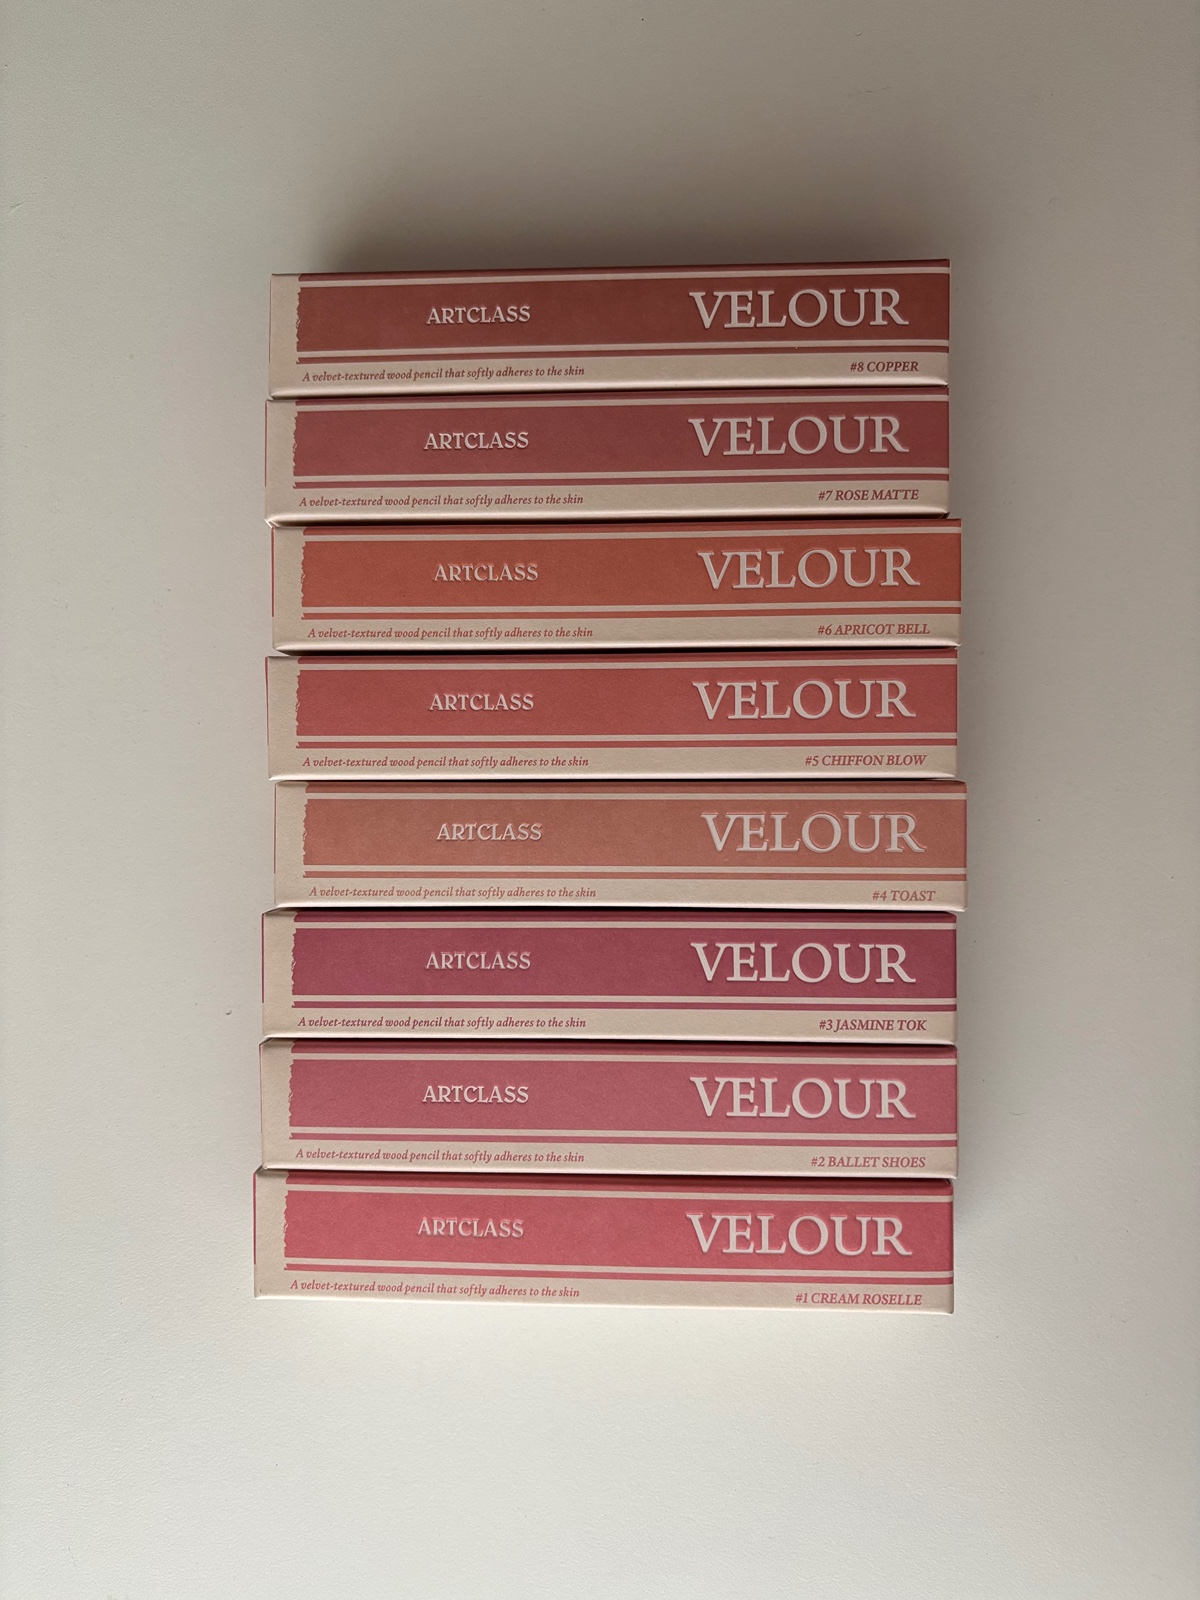 ARTCLASS VELOUR
A velvet-textured wood pencil that softly adheres to the skin #8 COPPER
ARTCLASS VELOUR
A velvet-textured wood pencil that softly adheres to the skin #7 ROSE MATTE
ARTCLASS VELOUR
A velvet-textured wood pencil that softly adheres to the skin #6 APRICOT BELL
ARTCLASS VELOUR
A velvet-textured wood pencil that softly adheres to the skin #5 CHIFFON BLOW
ARTCLASS VELOUR
A velvet-textured wood pencil that softly adheres to the skin #4 TOAST
ARTCLASS VELOUR
A velvet-textured wood pencil that softly adheres to the skin #3 JASMINE TOK
ARTCLASS VELOUR
A velvet-textured wood pencil that softly adheres to the skin #2 BALLET SHOES
ARTCLASS VELOUR
A velvet-textured wood pencil that softly adheres to the skin #1 CREAM ROSELLE